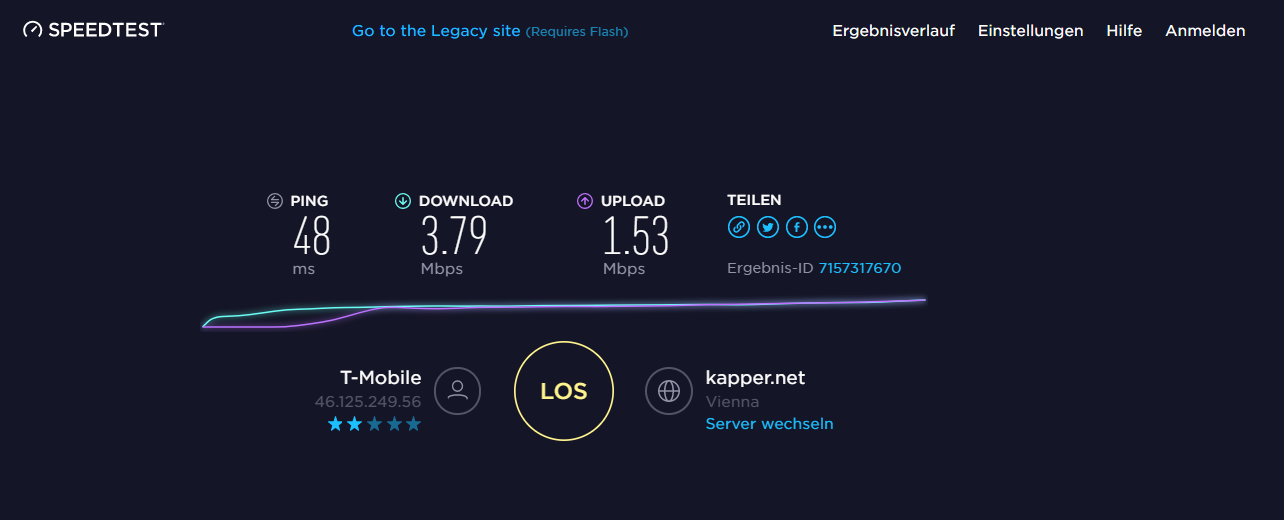 SPEEDTEST
Go to the Legacy site (Requires Flash)
Ergebnisverlauf Einstellungen Hilfe Anmelden
PING DOWNLOAD UPLOAD TEILEN
48 3.79 1.53
ms Mbps Mbps
Ergebnis-ID 7157317670
T-Mobile
46.125.249.56
LOS
kapper.net
Vienna
Server wechseln